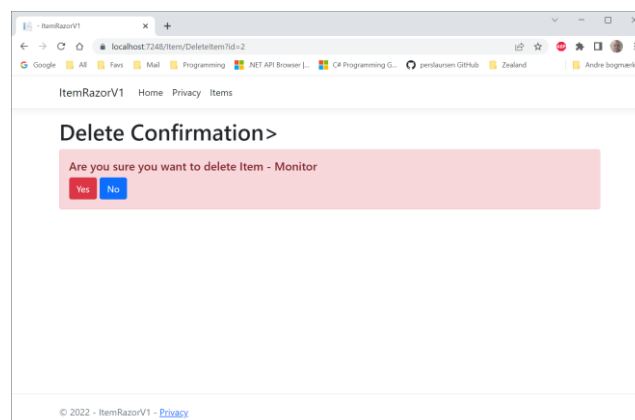 - ItemRazorV1
localhost:7248/Item/DeleteItem?id=2
Google All Favs Mail Programming .NET API Browser |... C# Programming G... perslaursen GitHub Zealand Andre bogmærke
ItemRazorV1 Home Privacy Items
Delete Confirmation>
Are you sure you want to delete Item - Monitor
Yes No
© 2022 - ItemRazorV1 - Privacy